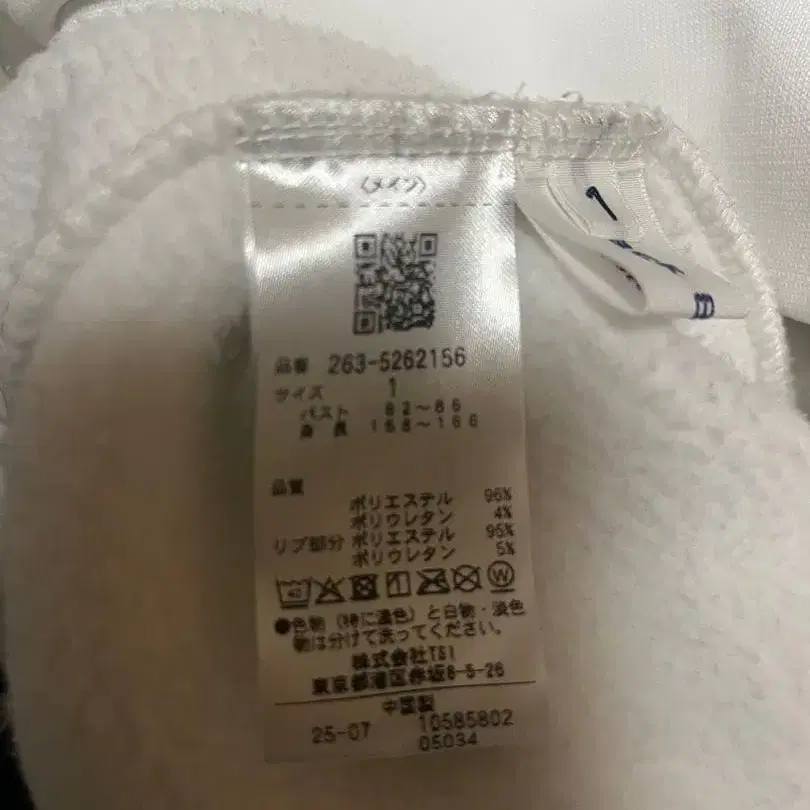 〈メイン〉
品番 263-5262156
サイズ 1
バスト 82〜86
身長 158〜166
品質
ポリエステル 96%
ポリウレタン 4%
リブ部分 ポリエステル 95%
ポリウレタン 5%
40
W
●色物(特に濃色)と白物・淡色
物は分けて洗ってください。
株式会社TSI
東京都港区赤坂8-5-26
中国製
25-07 10585802
05034
1